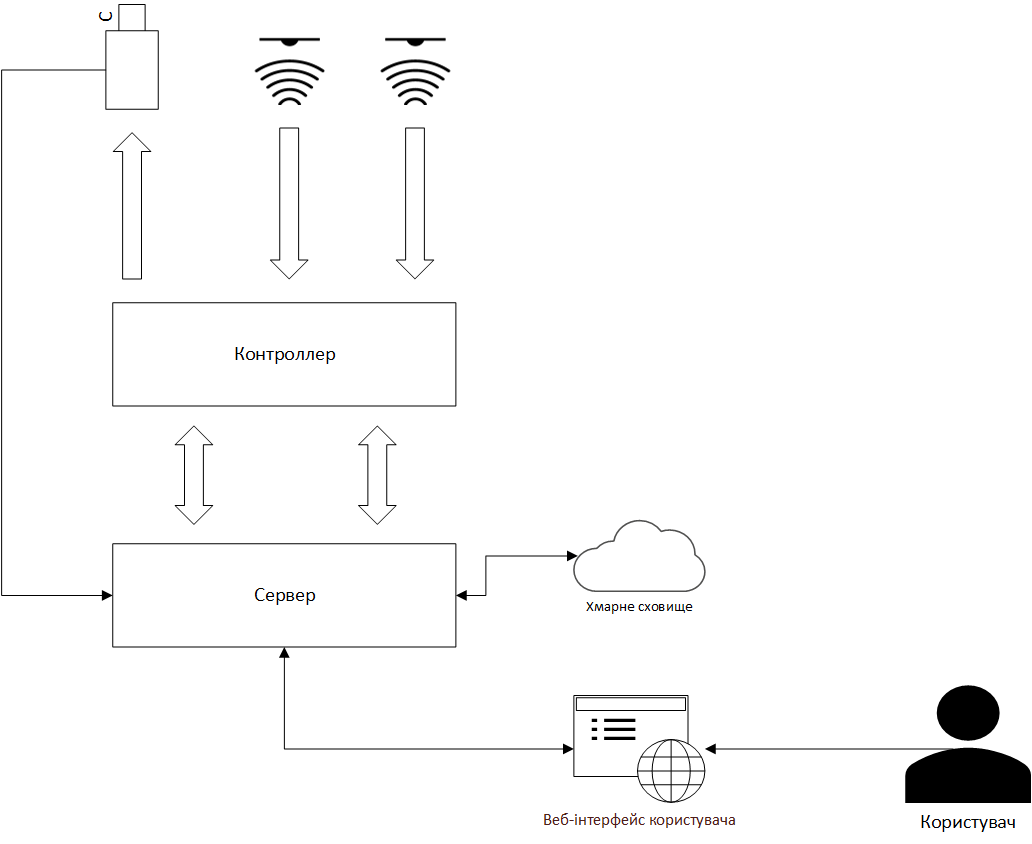 С
Контроллер
Сервер
Хмарне сховище
Веб-інтерфейс користувача
Користувач